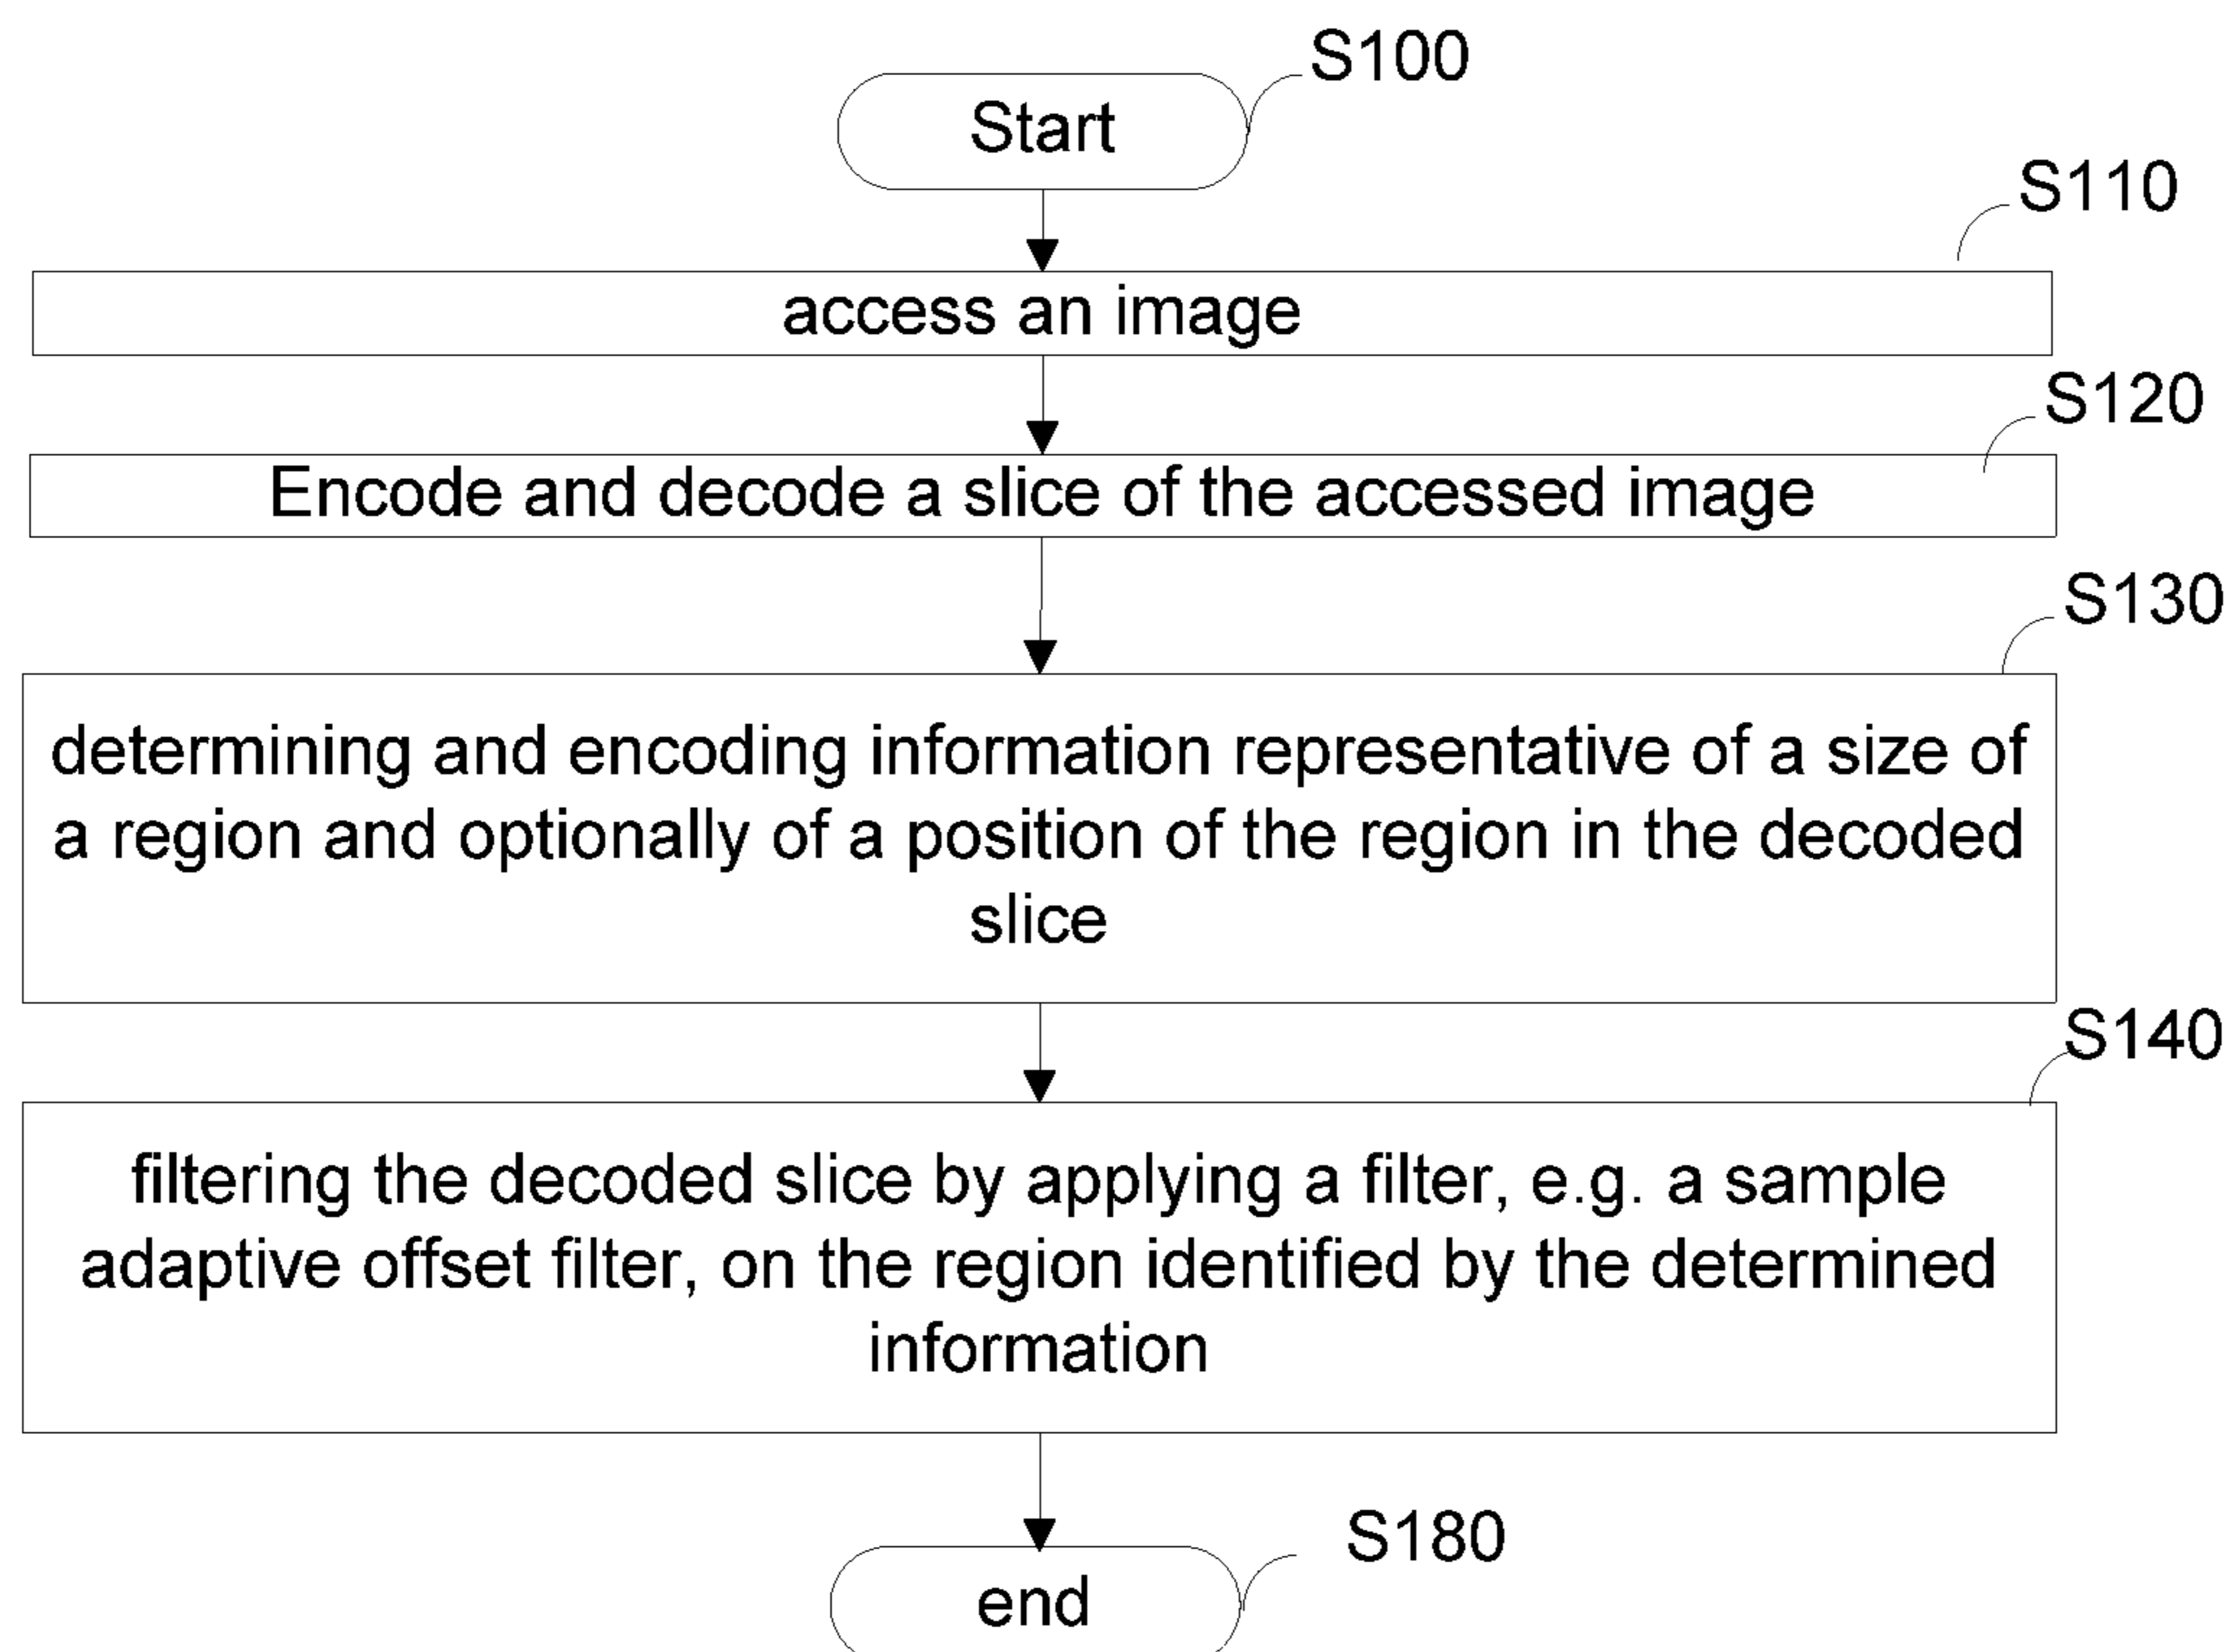 S100
Start
S110
access an image
S120
Encode and decode a slice of the accessed image
S130
determining and encoding information representative of a size of
a region and optionally of a position of the region in the decoded
slice
S140
filtering the decoded slice by applying a filter, e.g. a sample
adaptive offset filter, on the region identified by the determined
information
S180
end